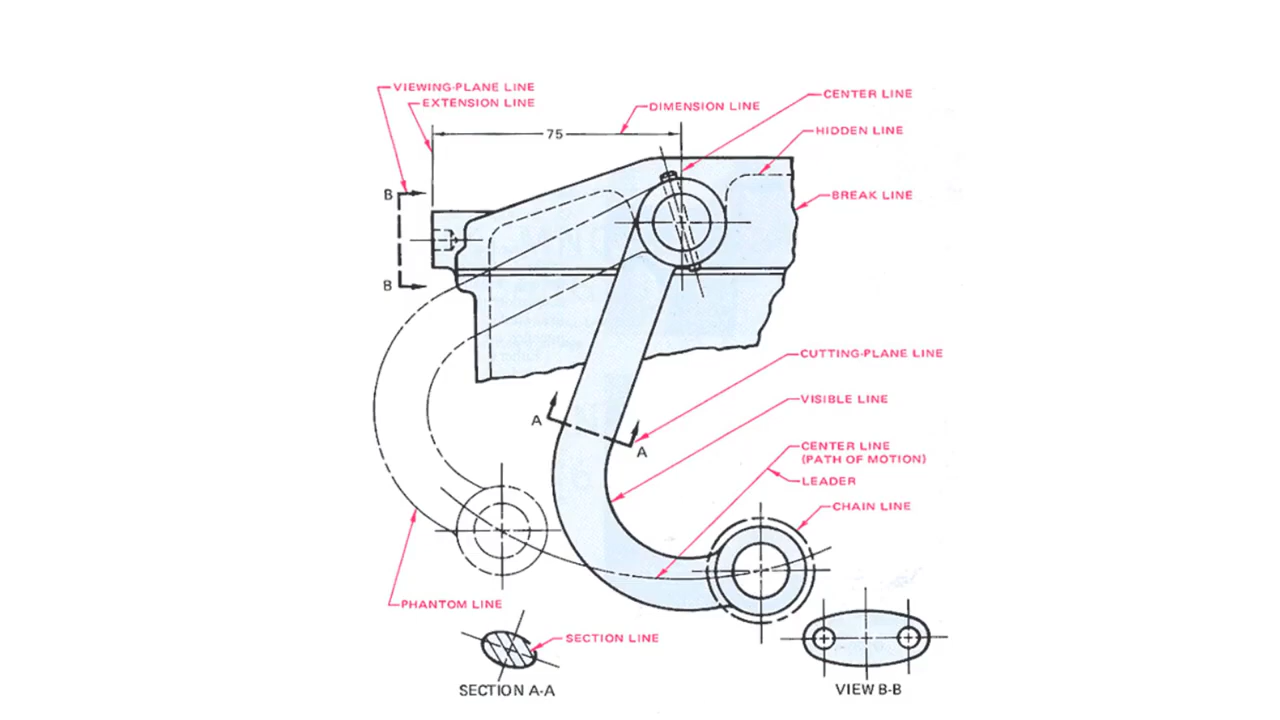 VIEWING-PLANE LINE
EXTENSION LINE
DIMENSION LINE
CENTER LINE
75
HIDDEN LINE
B
BREAK LINE
B
CUTTING-PLANE LINE
VISIBLE LINE
A
A
CENTER LINE
(PATH OF MOTION)
LEADER
CHAIN LINE
PHANTOM LINE
SECTION LINE
SECTION A-A
VIEW B-B